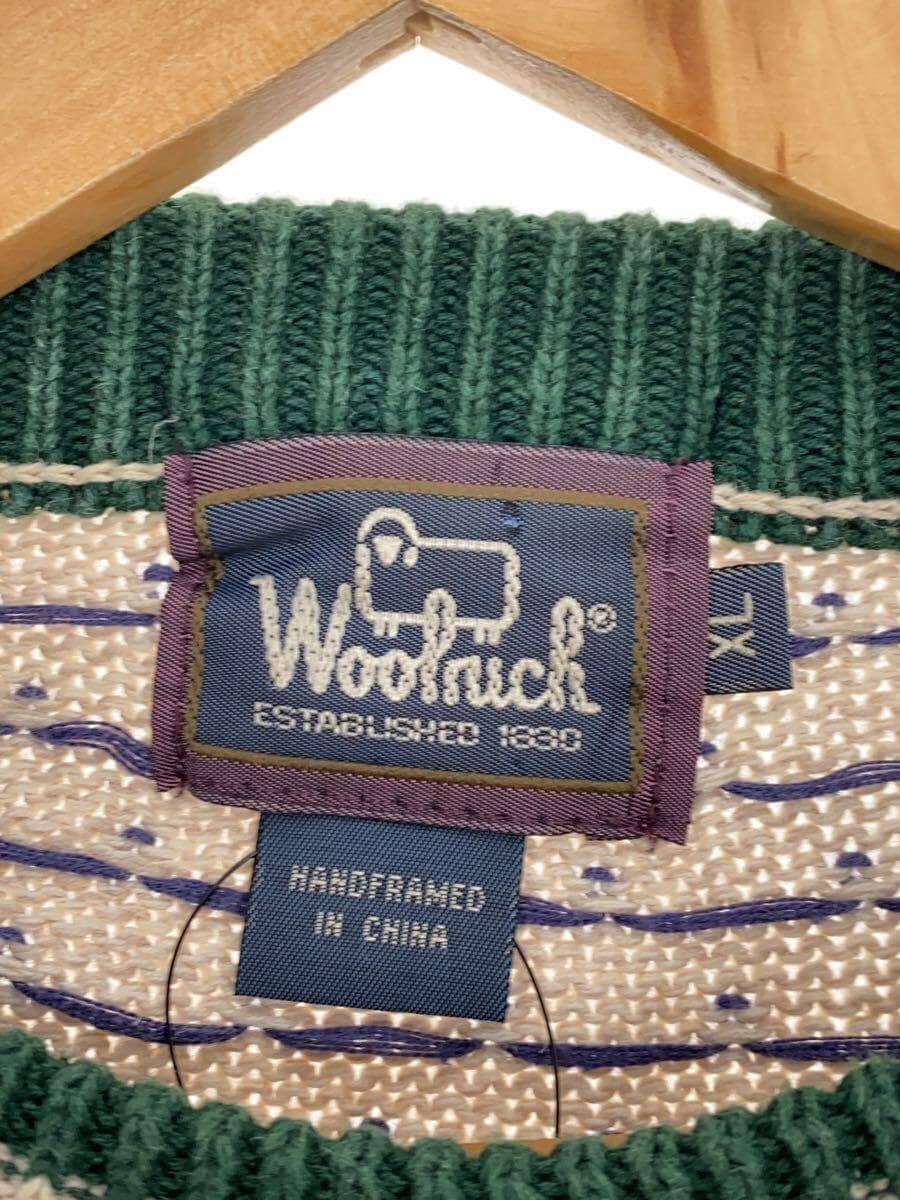 Woolrich®
ESTABLISHED 1830
XL
HANDFRAMED
IN CHINA